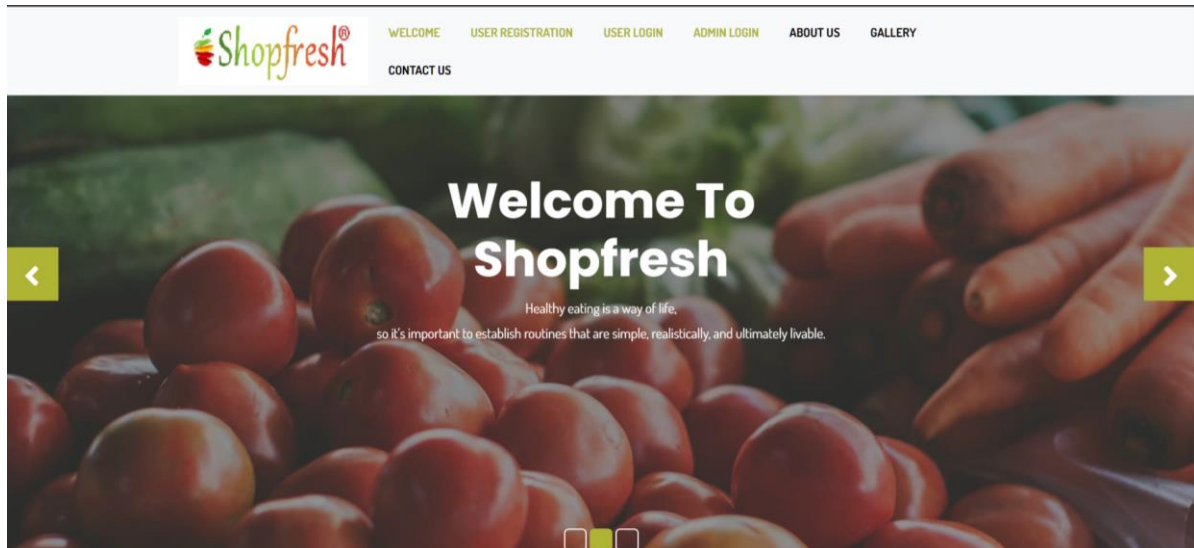 Shopfresh®
WELCOME USER REGISTRATION USER LOGIN ADMIN LOGIN ABOUT US GALLERY
CONTACT US
Welcome To
Shopfresh
Healthy eating is a way of life,
so it's important to establish routines that are simple, realistically, and ultimately livable.